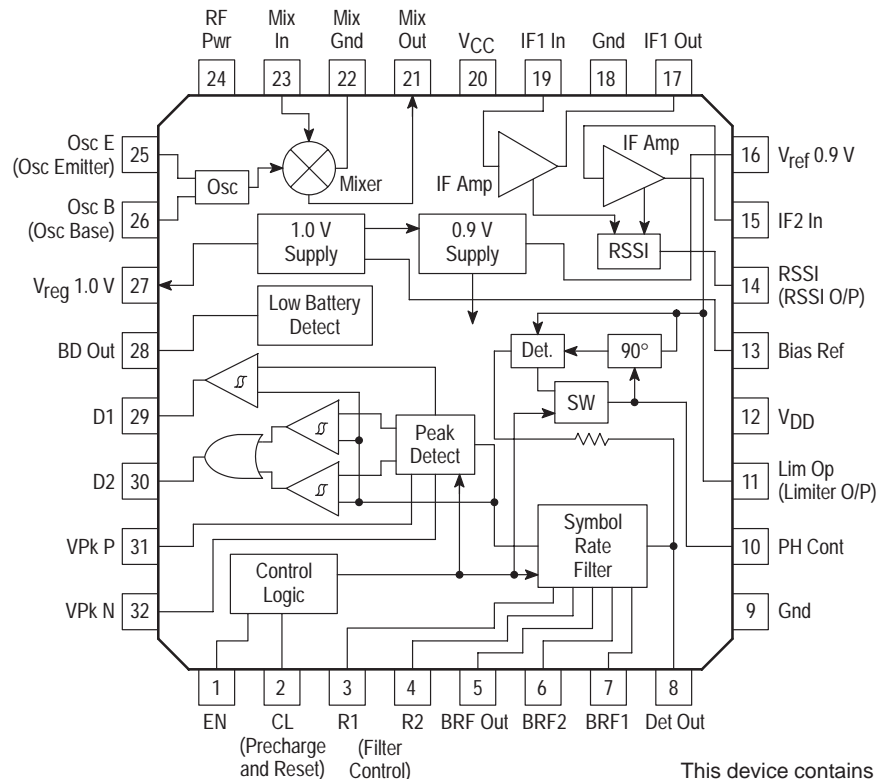 RF Pwr
Mix In
Mix Gnd
Mix Out
VCC
IF1 In
Gnd
IF1 Out
24
23
22
21
20
19
18
17
Osc E
(Osc Emitter)
25
Osc B
(Osc Base)
26
Vreg 1.0 V
27
BD Out
28
D1
29
D2
30
VPk P
31
VPk N
32
Osc
Mixer
IF Amp
IF Amp
1.0 V
Supply
0.9 V
Supply
RSSI
Low Battery
Detect
Det.
90°
SW
Peak
Detect
Symbol
Rate
Filter
Control
Logic
16
Vref 0.9 V
15
IF2 In
14
RSSI
(RSSI O/P)
13
Bias Ref
12
VDD
11
Lim Op
(Limiter O/P)
10
PH Cont
9
Gnd
1
2
3
4
5
6
7
8
EN
CL
R1
R2
BRF Out
BRF2
BRF1
Det Out
(Precharge
and Reset)
(Filter
Control)
This device contains